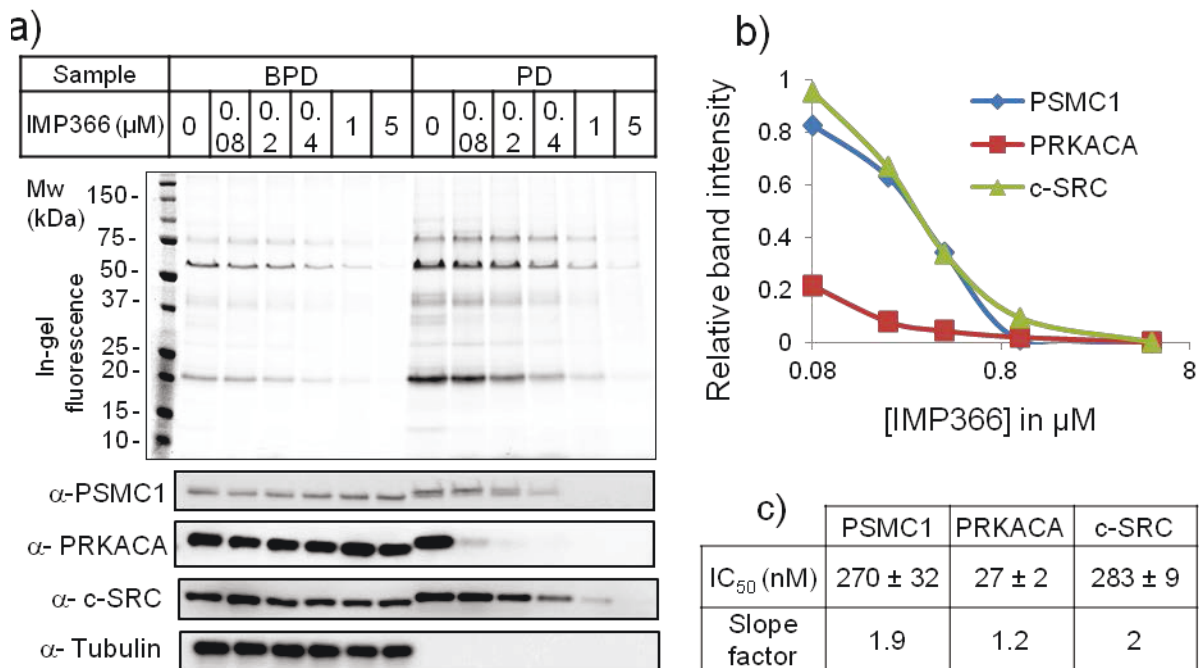 a)
Sample BPD PD
IMP366 (µM) 0 0.08 0.2 0.4 1 5 0 0.08 0.2 0.4 1 5
Mw
(kDa)
150-
75-
50-
37-
25-
20-
15-
10-
In-gel
fluorescence
α-PSMC1
α- PRKACA
α- c-SRC
α- Tubulin
b)
Relative band intensity
1
0.8
0.6
0.4
0.2
0
0.08 0.8 8
[IMP366] in µM
PSMC1
PRKACA
c-SRC
c)
PSMC1 PRKACA c-SRC
IC50 (nM) 270 ± 32 27 ± 2 283 ± 9
Slope
factor 1.9 1.2 2